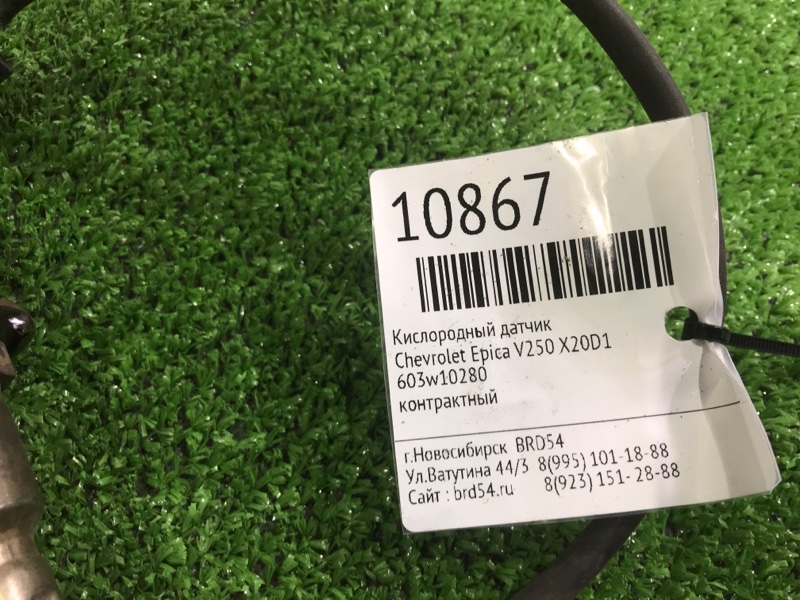 10867
Кислородный датчик
Chevrolet Epica V250 X20D1
603w10280
контрактный
г.Новосибирск BRD54
Ул.Ватутина 44/3 8(995) 101-18-88
Сайт : brd54.ru 8(923) 151- 28-88